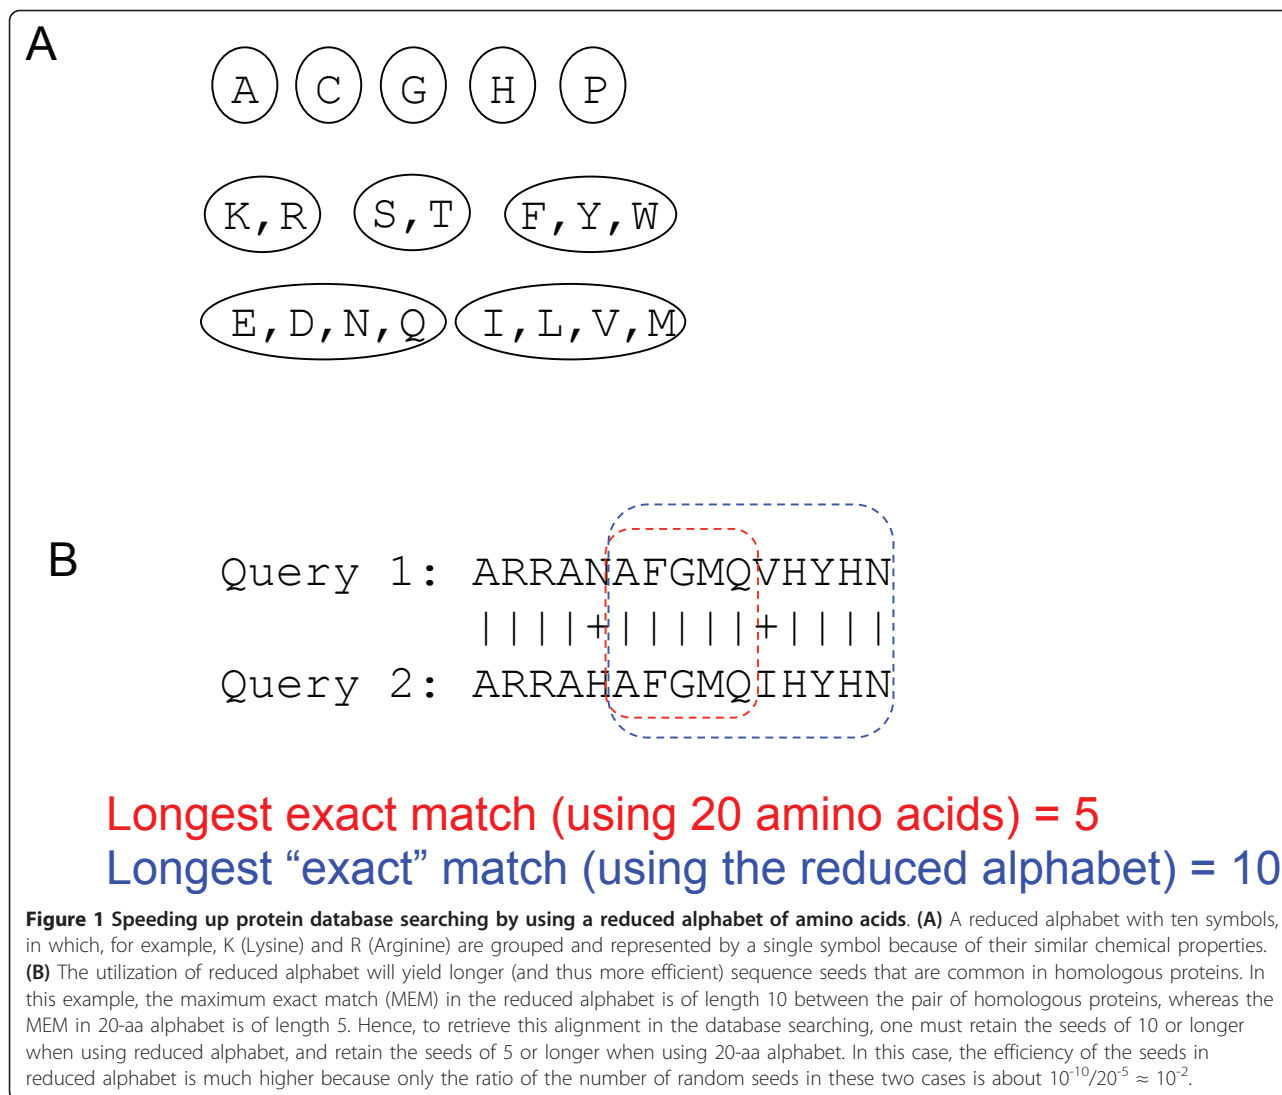 A
A C G H P
K,R S,T F,Y,W
E,D,N,Q I,L,V,M
B
Query 1: ARRANAFGMQVHYHN
||||+|||||+||||
Query 2: ARRAHAFGMQIHYHN
Longest exact match (using 20 amino acids) = 5
Longest “exact” match (using the reduced alphabet) = 10
Figure 1 Speeding up protein database searching by using a reduced alphabet of amino acids. (A) A reduced alphabet with ten symbols,
in which, for example, K (Lysine) and R (Arginine) are grouped and represented by a single symbol because of their similar chemical properties.
(B) The utilization of reduced alphabet will yield longer (and thus more efficient) sequence seeds that are common in homologous proteins. In
this example, the maximum exact match (MEM) in the reduced alphabet is of length 10 between the pair of homologous proteins, whereas the
MEM in 20-aa alphabet is of length 5. Hence, to retrieve this alignment in the database searching, one must retain the seeds of 10 or longer
when using reduced alphabet, and retain the seeds of 5 or longer when using 20-aa alphabet. In this case, the efficiency of the seeds in
reduced alphabet is much higher because only the ratio of the number of random seeds in these two cases is about 10⁻¹⁰/20⁻⁵ ≈ 10⁻².